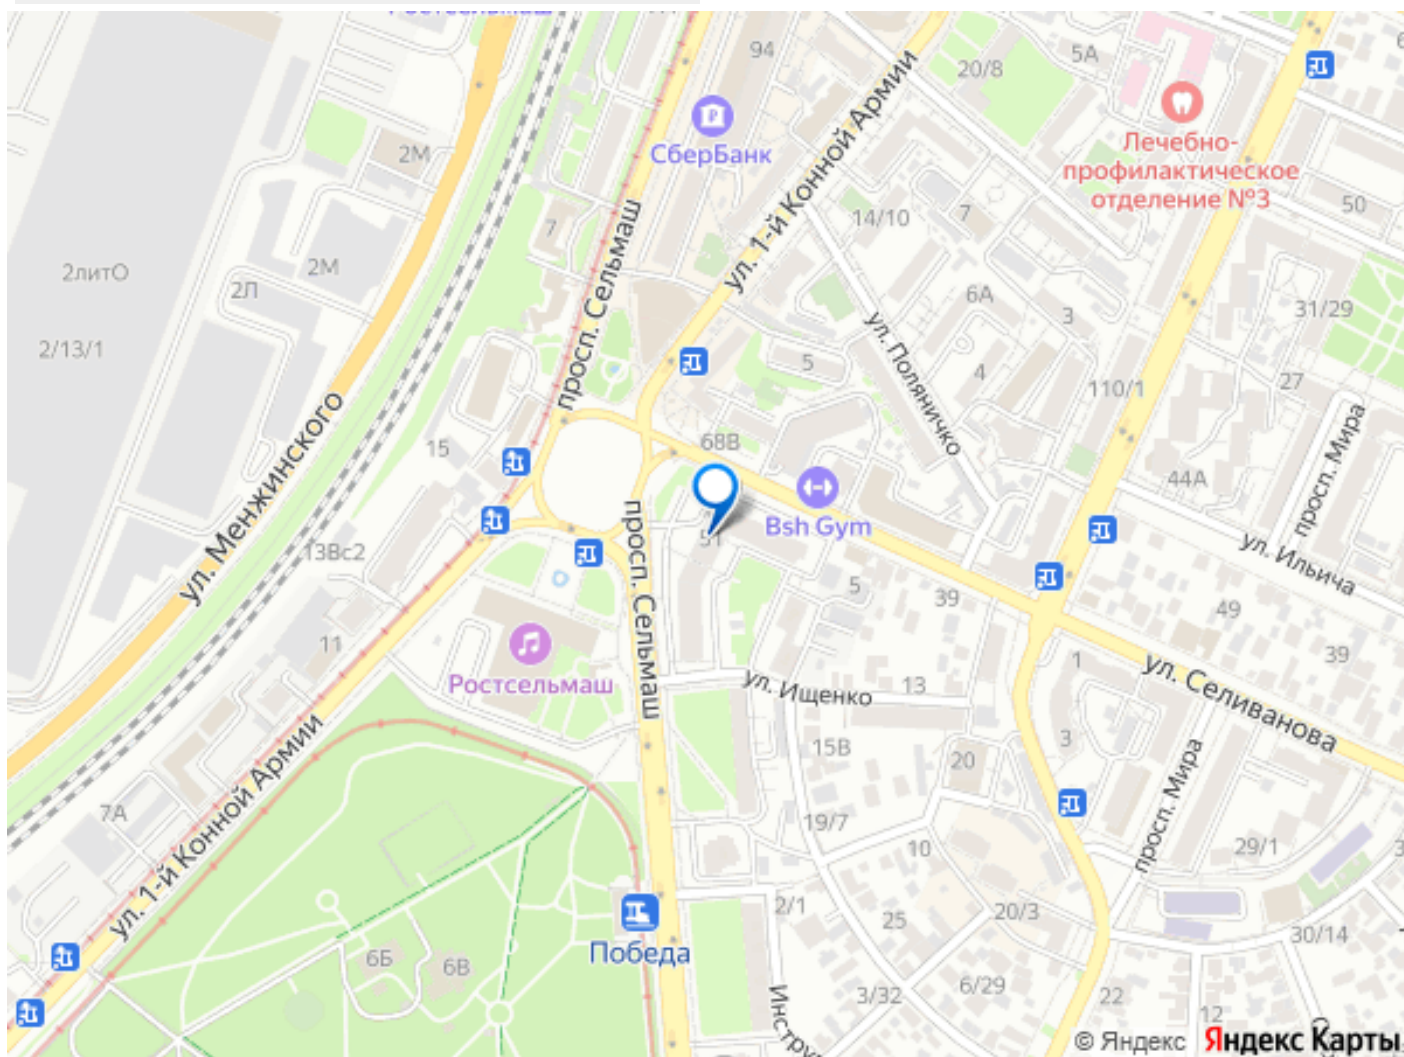 Ростсельмаш
94
5А
20/8
СберБанк
Лечебно-
профилактическое
отделение №3
2М
50
ул. 1-й Конной Армии
14/10
7
7
просп. Сельмаш
2литО
2М
2Л
6А
3
31/29
2/13/1
ул. Поляничко
5
4
27
110/1
ул. Менжинского
просп. Мира
15
68В
44А
Bsh Gym
51
13Вс2
ул. Ильича
5
39
49
просп. Сельмаш
11
39
1
Ростсельмаш
ул. Ищенко
13
ул. Селиванова
3
15В
20
просп. Мира
7А
19/7
10
29/1
ул. 1-й Конной Армии
2/1
25
20/3
30/14
Победа
6Б
6В
3/32
6/29
22
12
© Яндекс Яндекс Карты